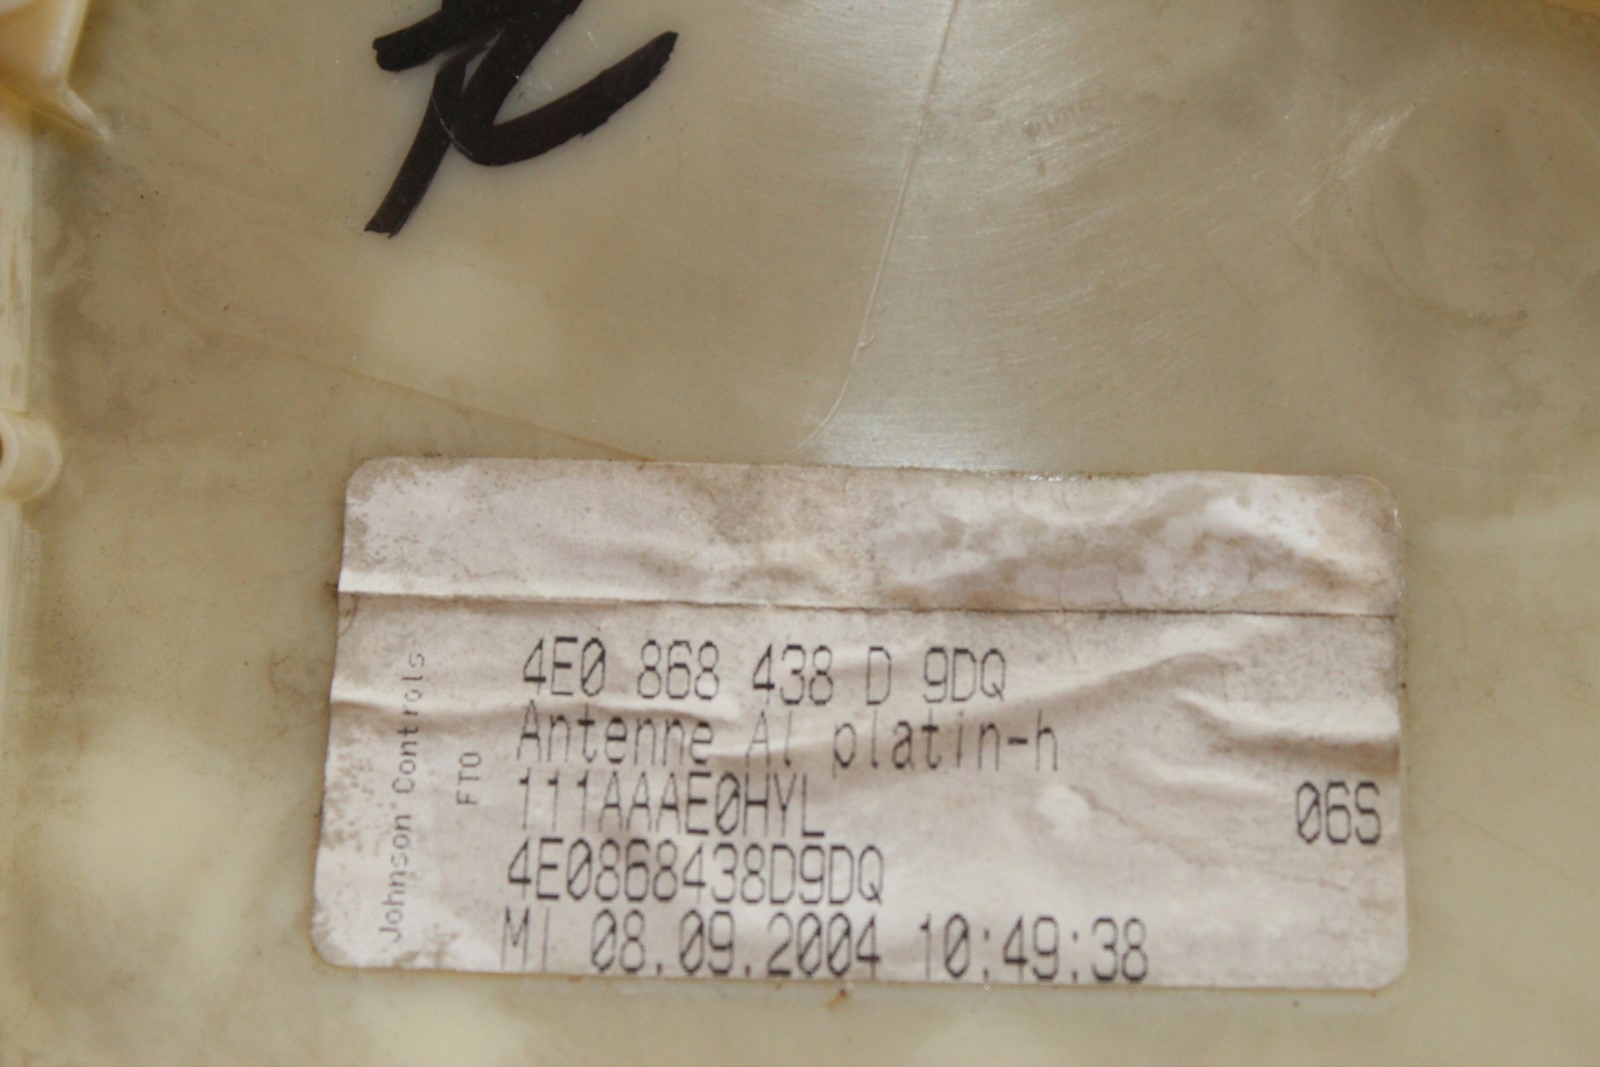 4E0 868 438 D 9DQ
Antenne Al platin-h
111AAAE0HYL
06S
4E0868438D9DQ
MI 08.09.2004 10:49:38
Johnson Controls
FTO